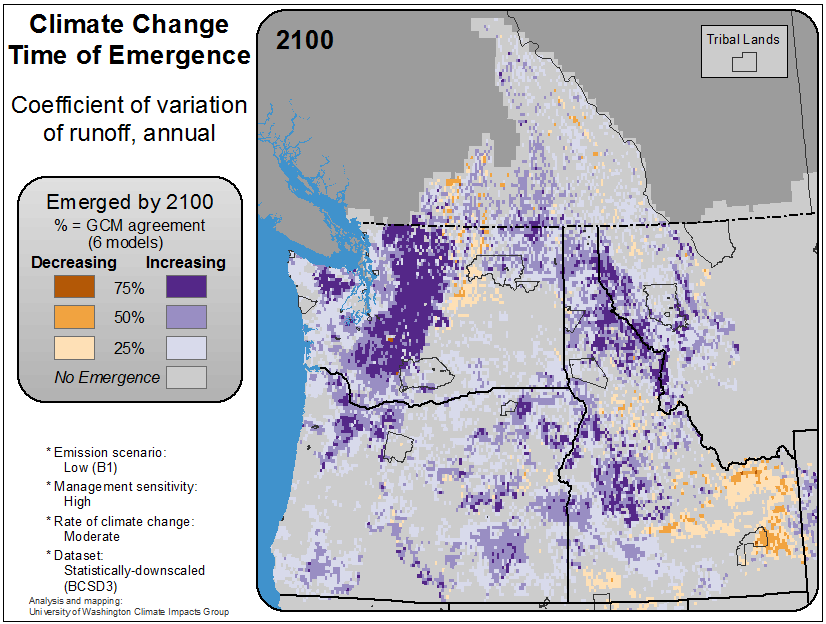 Climate Change
Time of Emergence
Coefficient of variation
of runoff, annual
Emerged by 2100
% = GCM agreement
(6 models)
Decreasing Increasing
75%
50%
25%
No Emergence
* Emission scenario:
Low (B1)
* Management sensitivity:
High
* Rate of climate change:
Moderate
* Dataset:
Statistically-downscaled
(BCSD3)
Analysis and mapping:
University of Washington Climate Impacts Group
2100
Tribal Lands